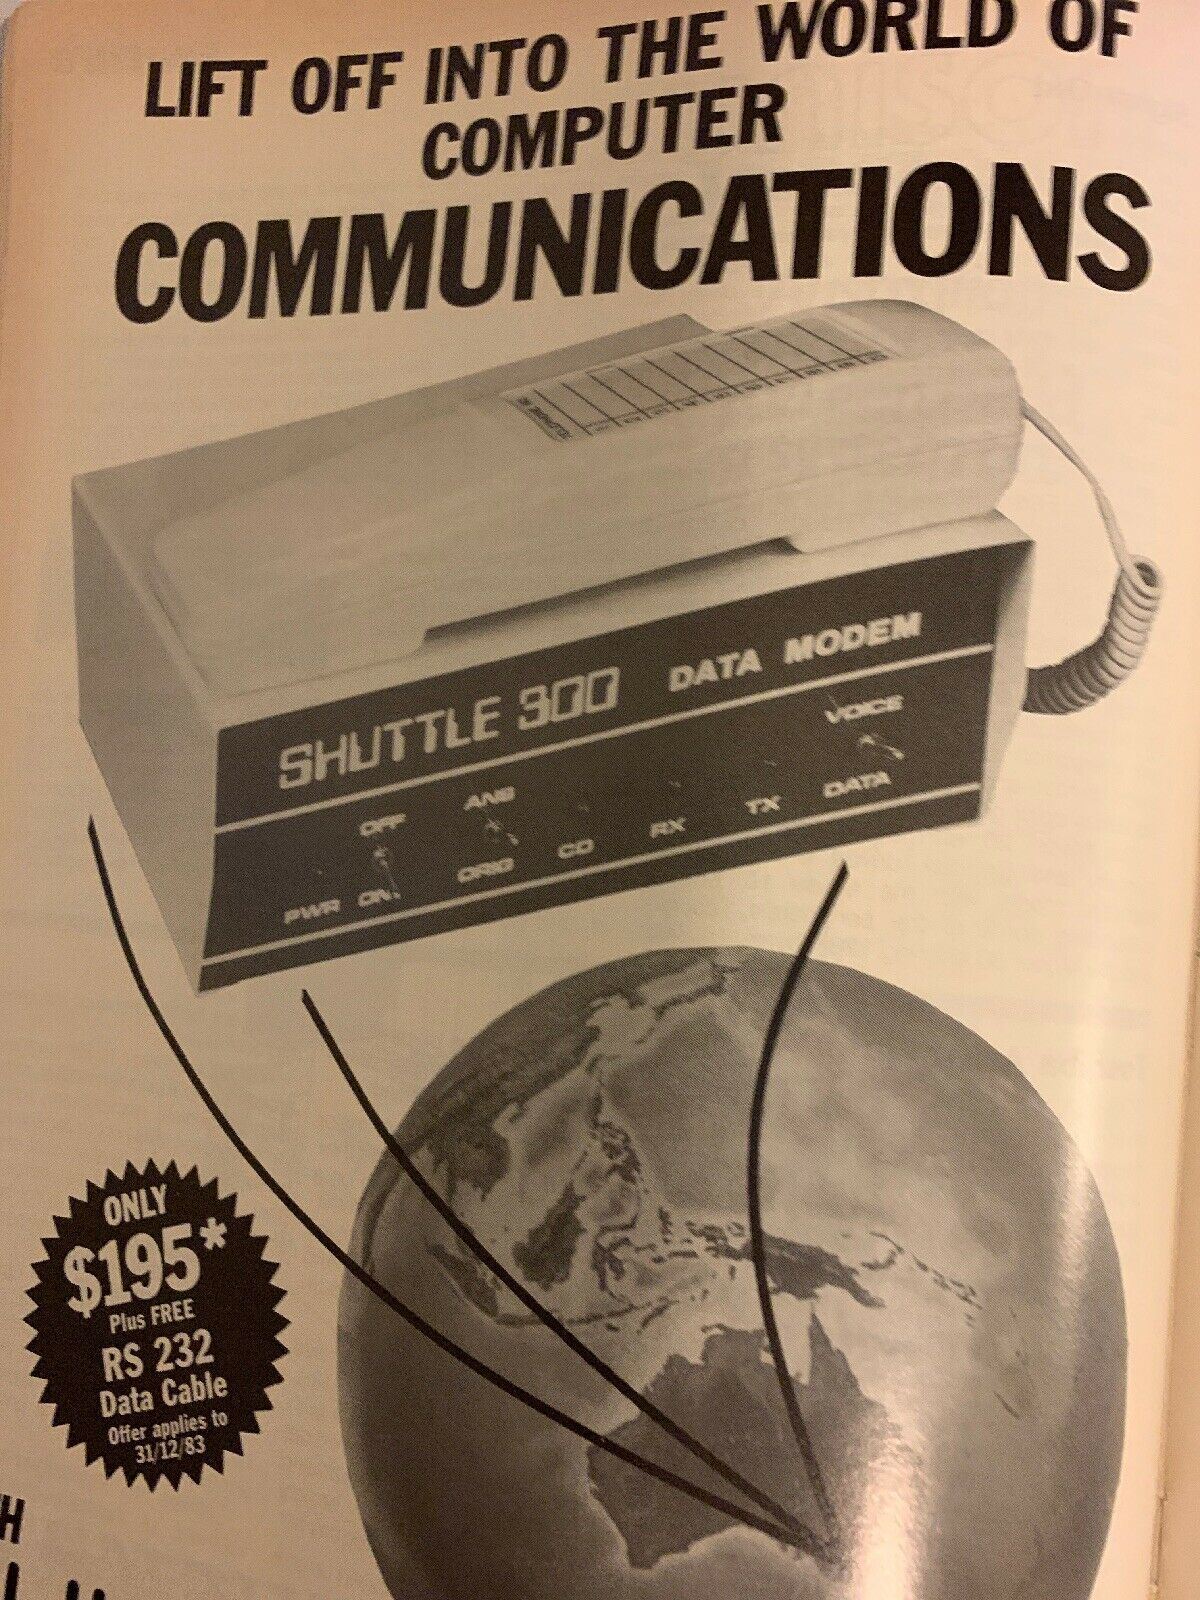 LIFT OFF INTO THE WORLD OF
COMPUTER
COMMUNICATIONS
SHUTTLE 300 DATA MODEM
VOICE
OFF ANS
PWR ON ORIG CD RX TX DATA
ONLY
$195*
Plus FREE
RS 232
Data Cable
Offer applies to
31/12/83
H